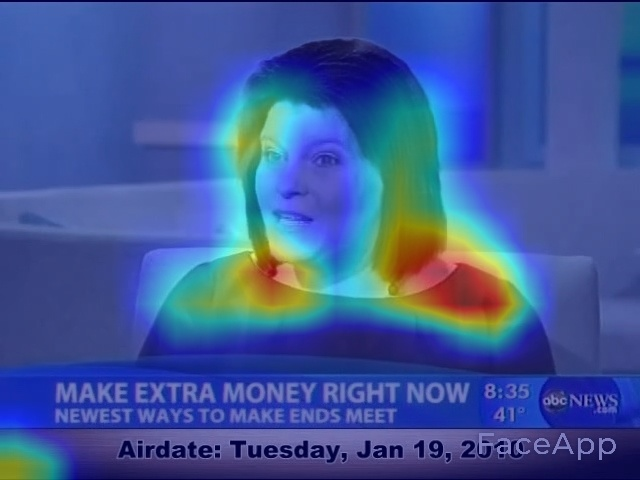 MAKE EXTRA MONEY RIGHT NOW
NEWEST WAYS TO MAKE ENDS MEET
8:35
41°
abc NEWS
.com
Airdate: Tuesday, Jan 19, 2010
FaceApp